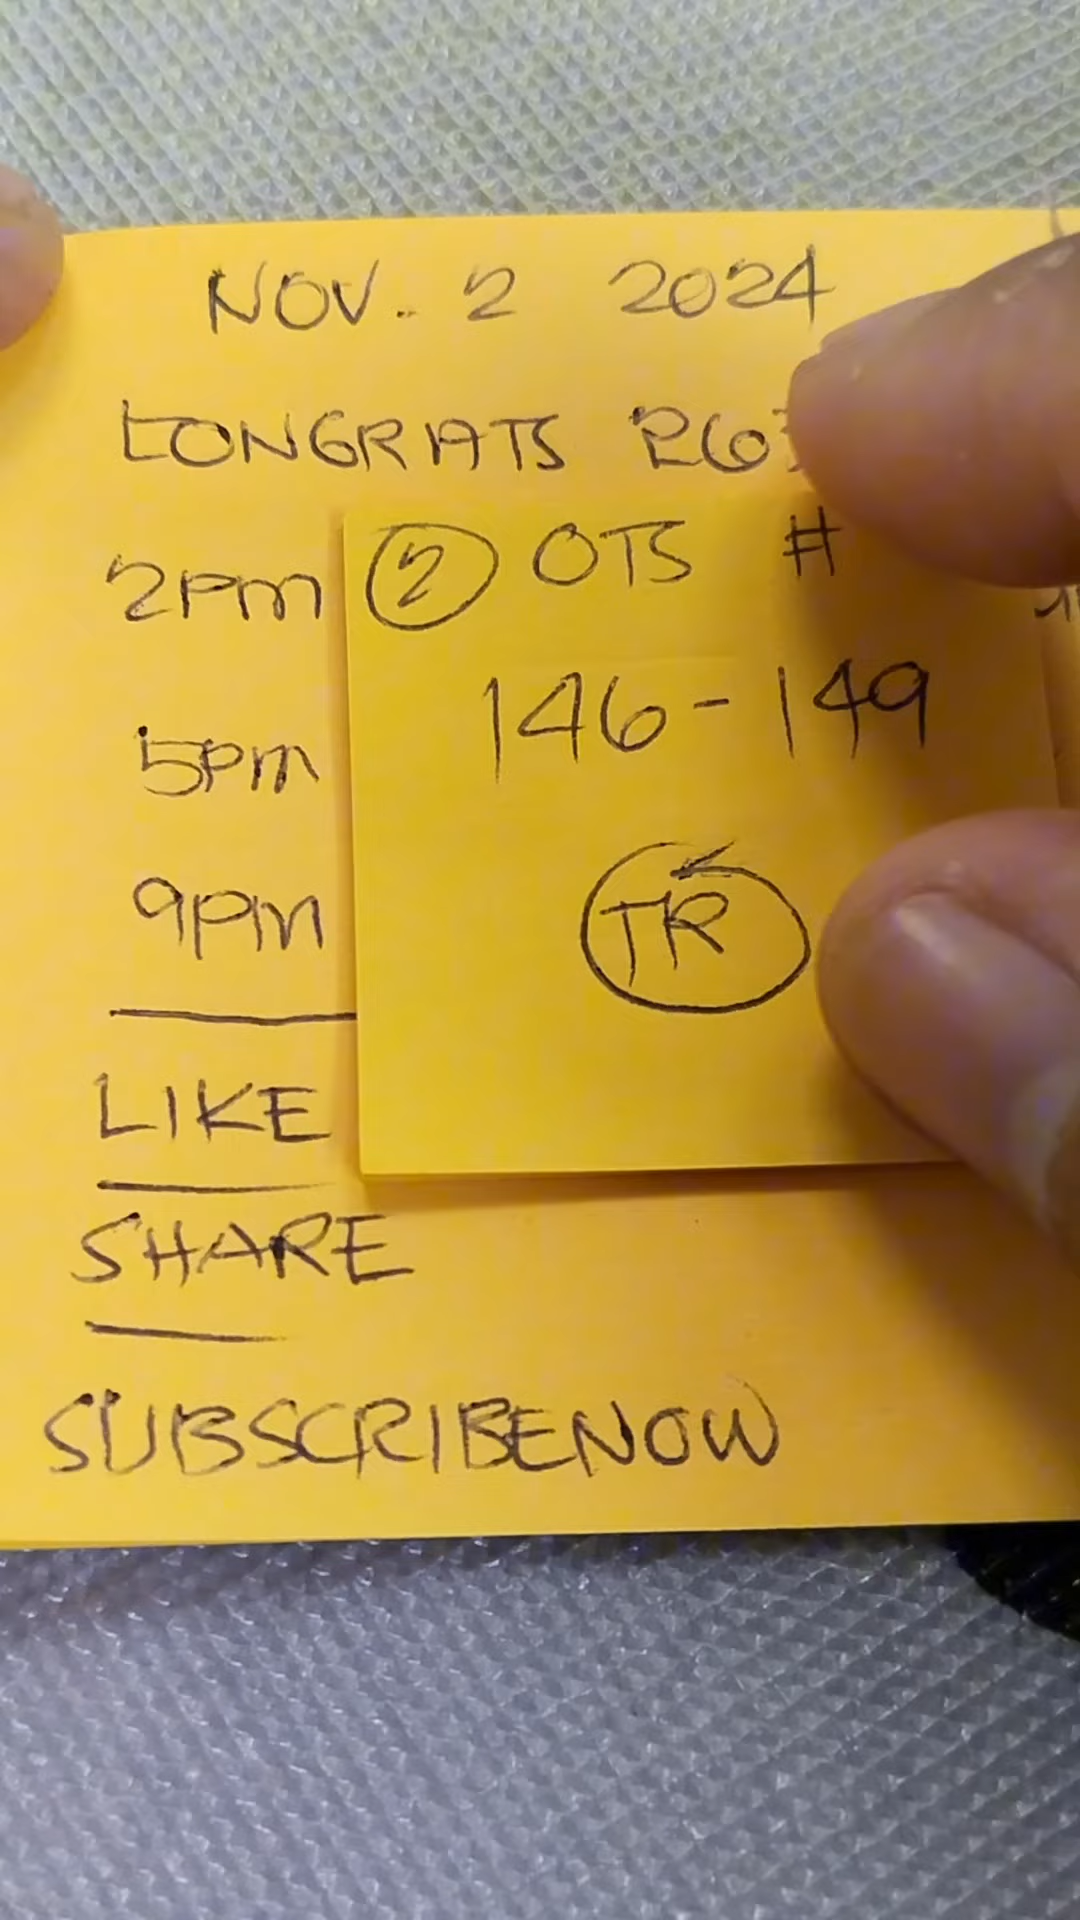 NOV. 2 2024
CONGRATS
2pm
② OTS #
146-149
5pm
9pm
TR
LIKE
SHARE
SUBSCRIBENOW